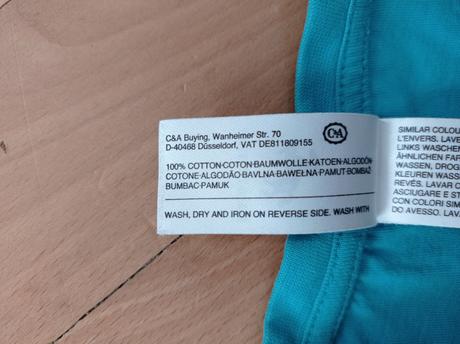 C&A Buying, Wanheimer Str. 70
D-40468 Düsseldorf, VAT DE811809155
C&A
100% COTTON-COTON-BAUMWOLLE-KATOEN-ALGODÓN-
COTONE-ALGODÃO-BAVLNA-BAWEŁNA-PAMUT-BOMBAŽ
BUMBAC-PAMUK
WASH, DRY AND IRON ON REVERSE SIDE. WASH WITH
SIMILAR COLOU
L'ENVERS. LAVE
LINKS WASCHEN
ÄHNLICHEN FAR
WASSEN, DROG
KLEUREN WASSE
REVÉS. LAVAR C
ASCIUGARE E ST
CON COLORI SIM
DO AVESSO. LAV